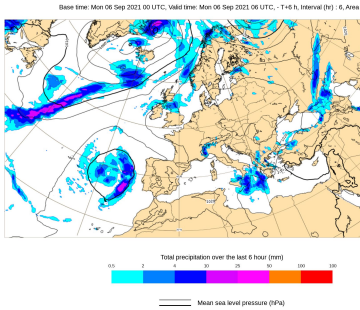 Base time: Mon 06 Sep 2021 00 UTC, Valid time: Mon 06 Sep 2021 06 UTC, - T+6 h, Interval (hr) : 6, Area
Total precipitation over the last 6 hour (mm)
0.5 2 4 10 25 50 100 100
Mean sea level pressure (hPa)